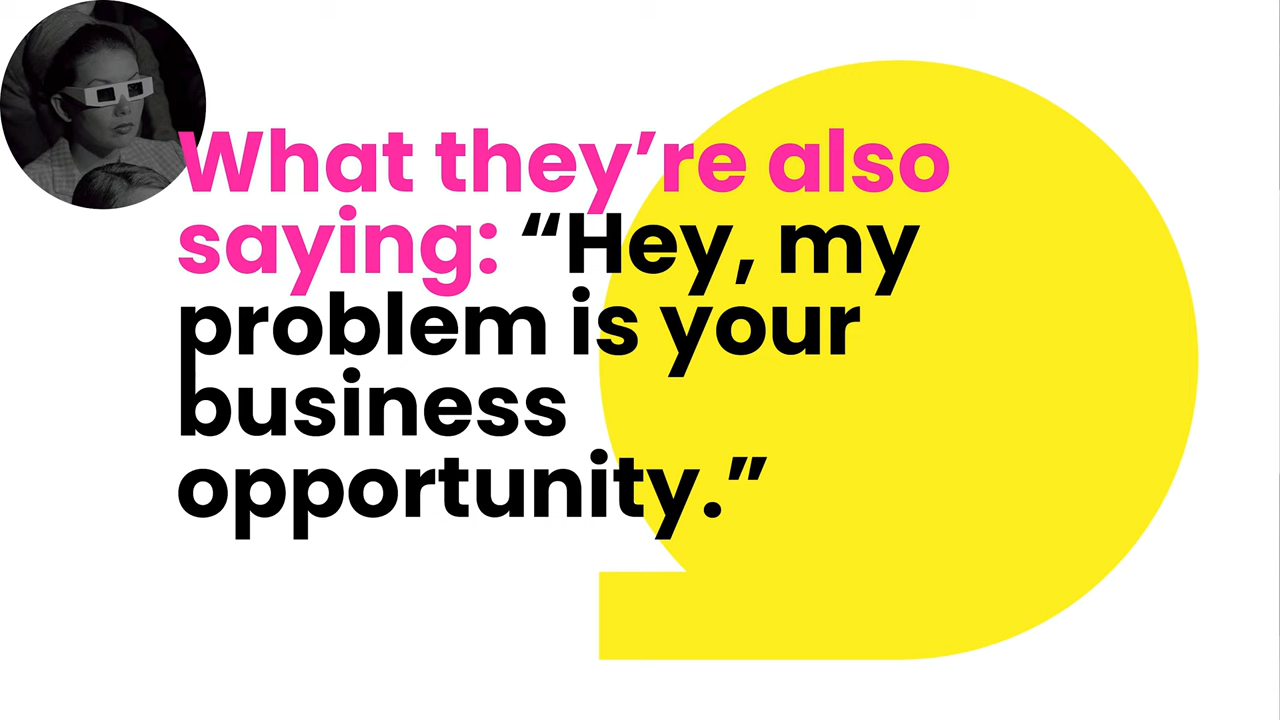 What they’re also
saying: “Hey, my
problem is your
business
opportunity.”